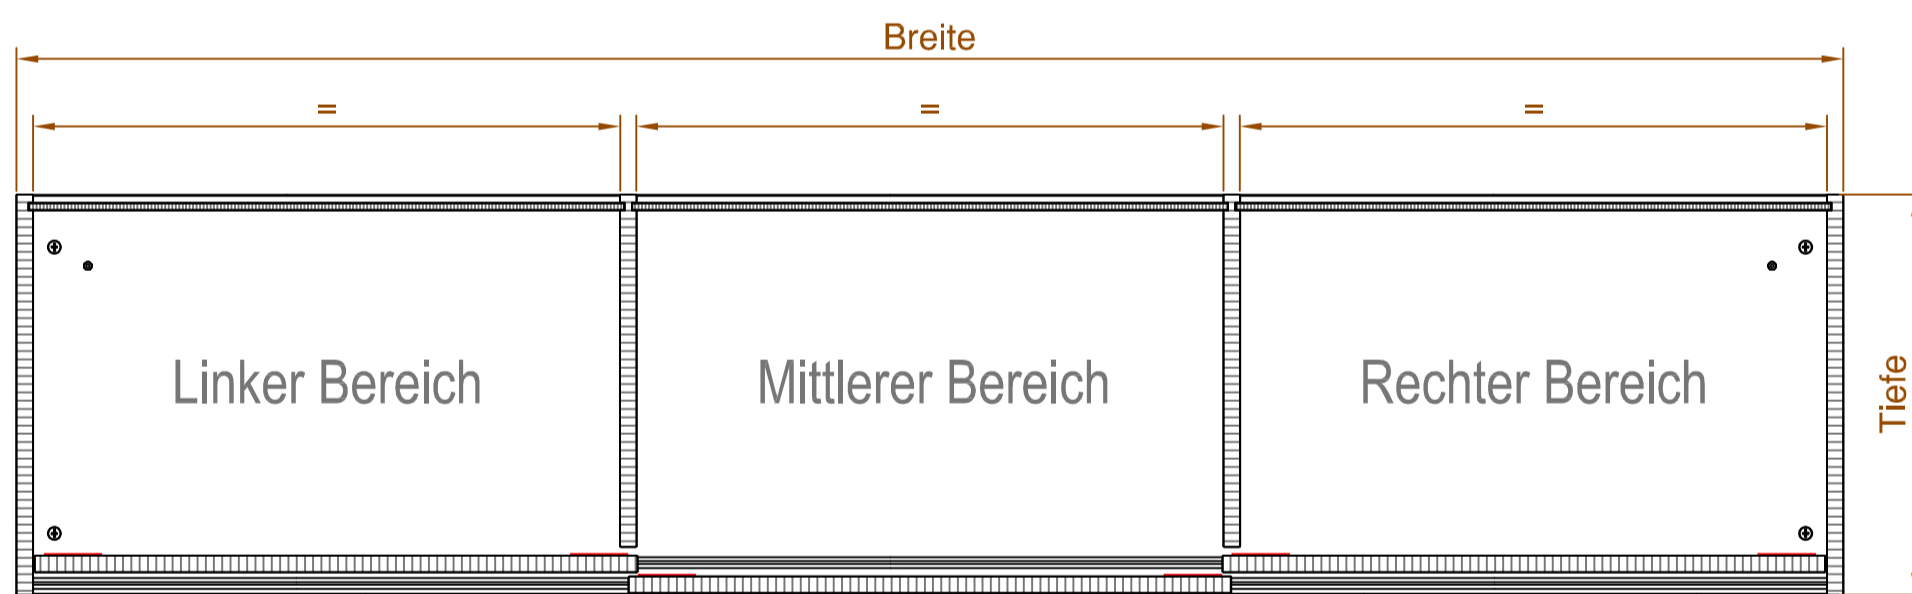 Breite
= = =
Linker Bereich Mittlerer Bereich Rechter Bereich
Tiefe